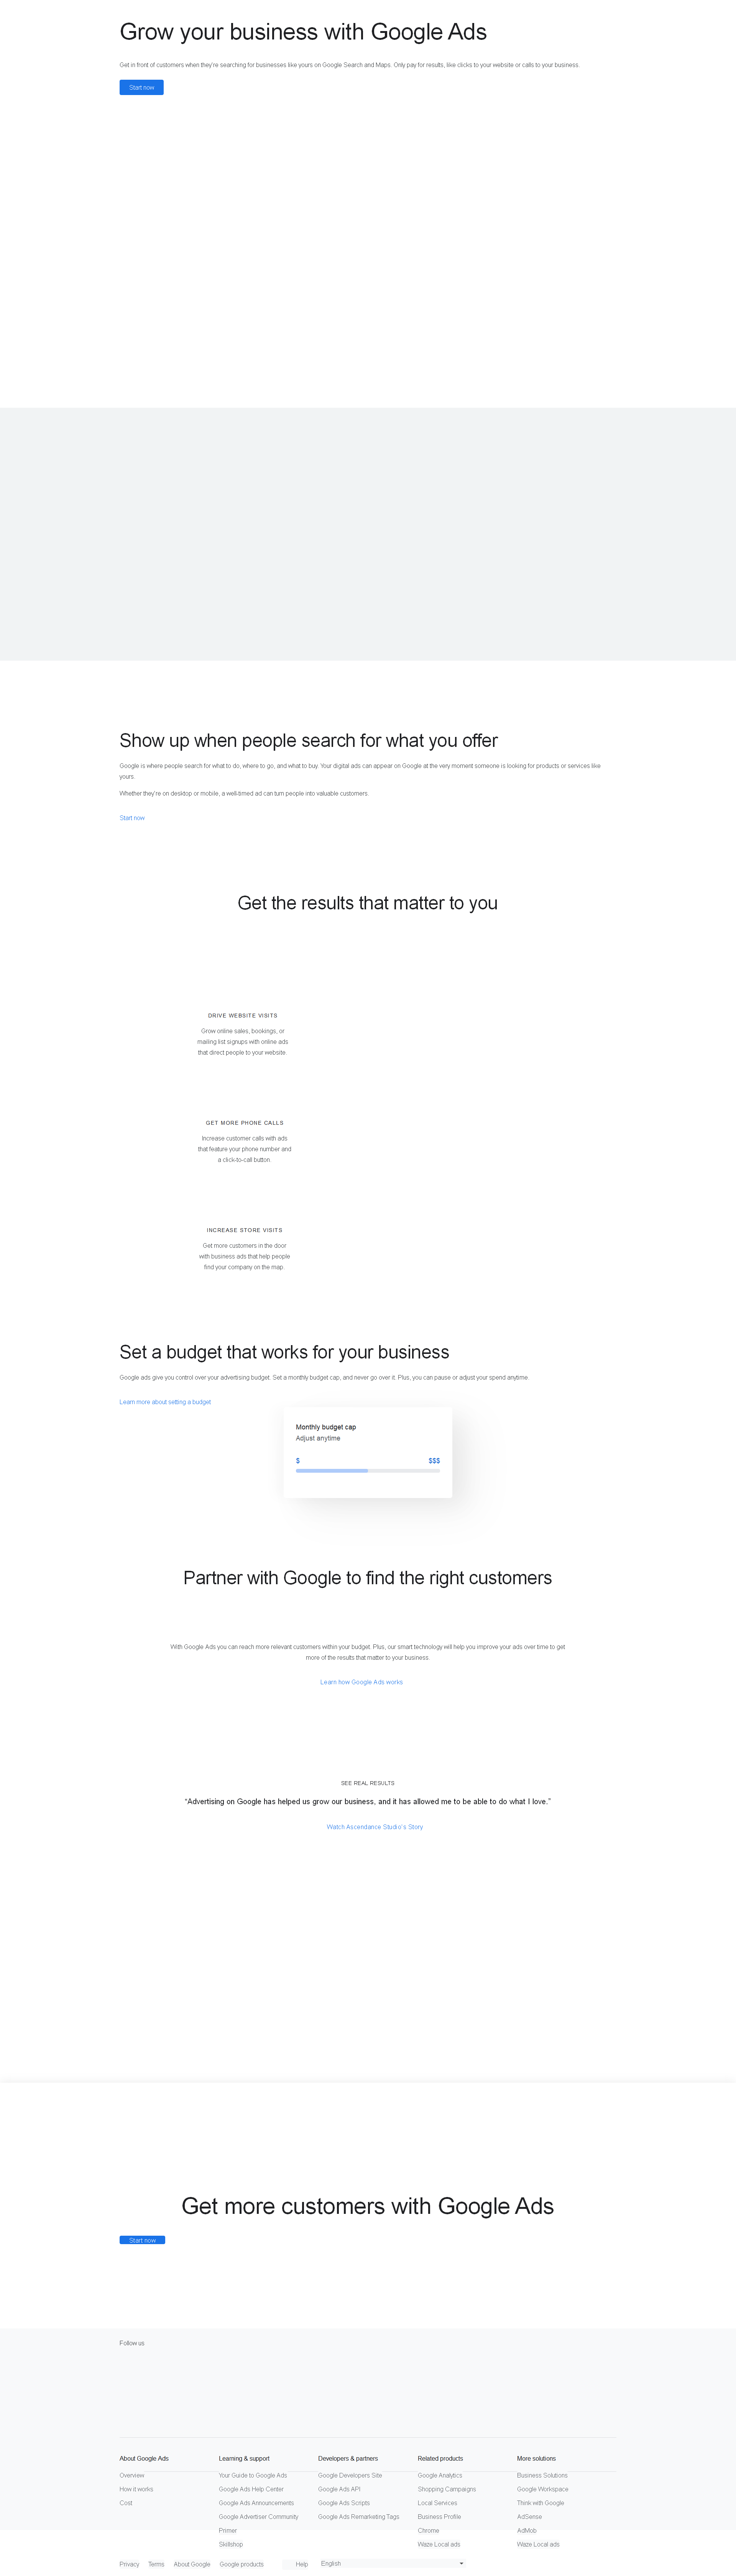 Grow your business with Google Ads
Get in front of customers when they're searching for businesses like yours on Google Search and Maps. Only pay for results, like clicks to your website or calls to your business.
Start now
Show up when people search for what you offer
Google is where people search for what to do, where to go, and what to buy. Your digital ads can appear on Google at the very moment someone is looking for products or services like
yours.
Whether they're on desktop or mobile, a well-timed ad can turn people into valuable customers.
Start now
Get the results that matter to you
DRIVE WEBSITE VISITS
Grow online sales, bookings, or
mailing list signups with online ads
that direct people to your website.
GET MORE PHONE CALLS
Increase customer calls with ads
that feature your phone number and
a click-to-call button.
INCREASE STORE VISITS
Get more customers in the door
with business ads that help people
find your company on the map.
Set a budget that works for your business
Google ads give you control over your advertising budget. Set a monthly budget cap, and never go over it. Plus, you can pause or adjust your spend anytime.
Learn more about setting a budget
Monthly budget cap
Adjust anytime
$ $$$
Partner with Google to find the right customers
With Google Ads you can reach more relevant customers within your budget. Plus, our smart technology will help you improve your ads over time to get
more of the results that matter to your business.
Learn how Google Ads works
SEE REAL RESULTS
“Advertising on Google has helped us grow our business, and it has allowed me to be able to do what I love.”
Watch Ascendance Studio's Story
Get more customers with Google Ads
Start now
Follow us
About Google Ads
Overview
How it works
Cost
Learning & support
Your Guide to Google Ads
Google Ads Help Center
Google Ads Announcements
Google Advertiser Community
Primer
Skillshop
Developers & partners
Google Developers Site
Google Ads API
Google Ads Scripts
Google Ads Remarketing Tags
Related products
Google Analytics
Shopping Campaigns
Local Services
Business Profile
Chrome
Waze Local ads
More solutions
Business Solutions
Google Workspace
Think with Google
AdSense
AdMob
Waze Local ads
Privacy Terms About Google Google products Help English